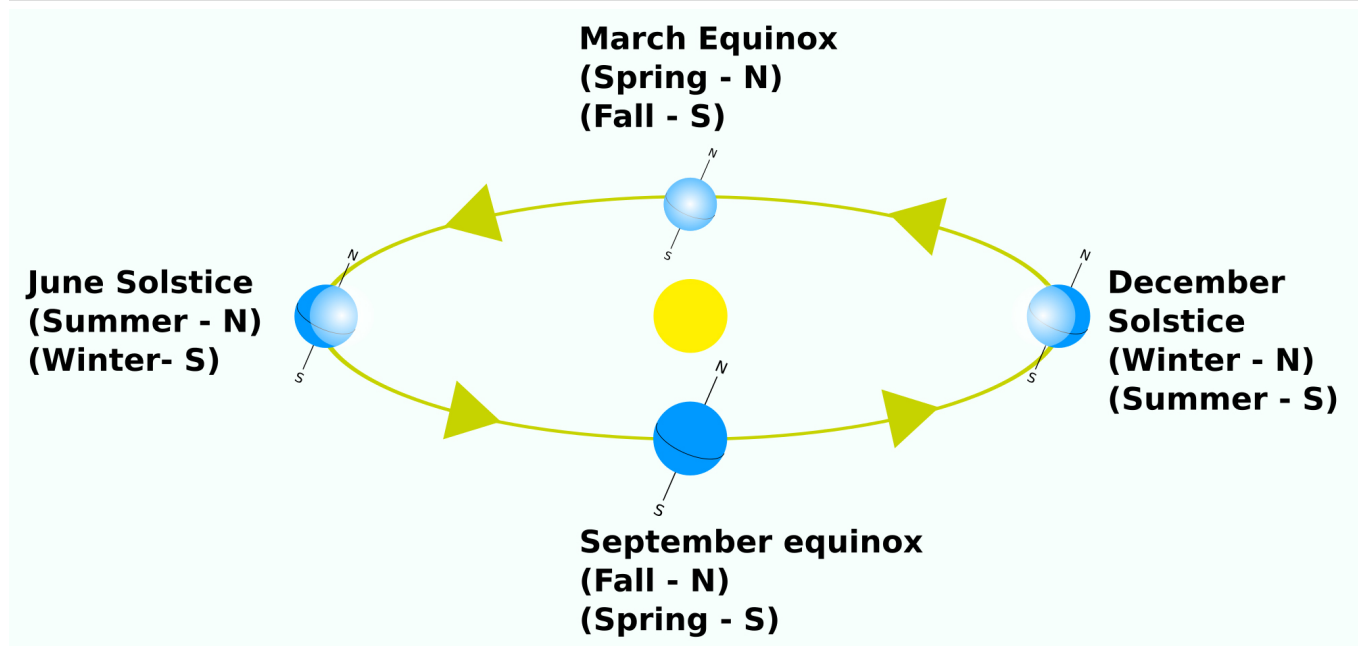 March Equinox
(Spring - N)
(Fall - S)
N
S
June Solstice
(Summer - N)
(Winter- S)
N
S
December
Solstice
(Winter - N)
(Summer - S)
N
S
N
S
September equinox
(Fall - N)
(Spring - S)